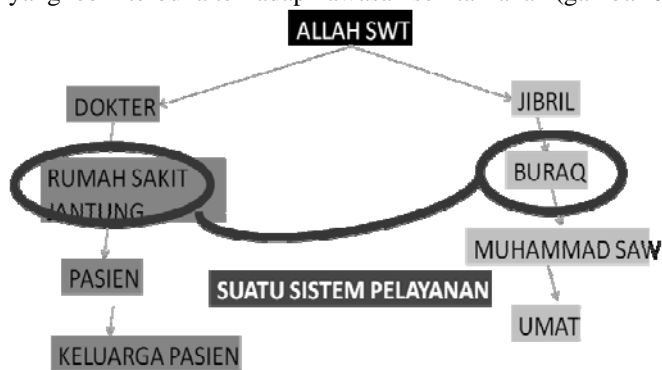 ALLAH SWT
DOKTER
JIBRIL
RUMAH SAKIT
JANTUNG
BURAQ
MUHAMMAD SAW
PASIEN
SUATU SISTEM PELAYANAN
UMAT
KELUARGA PASIEN